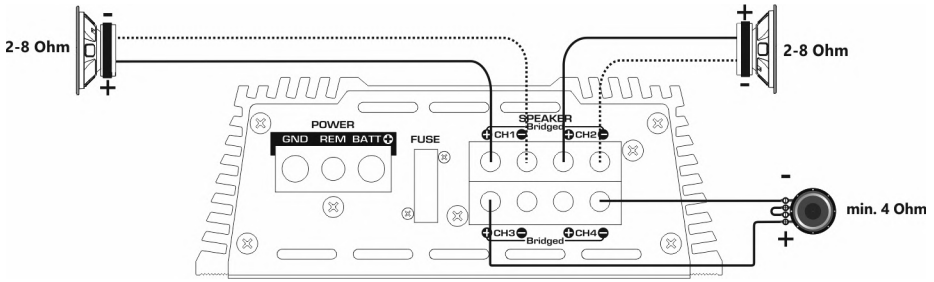 - +
2-8 Ohm 2-8 Ohm
+ -
SPEAKER
POWER Bridged
GND REM BATT+ FUSE +CH1- +CH2-
-
min. 4 Ohm
+CH3- +CH4- +
Bridged